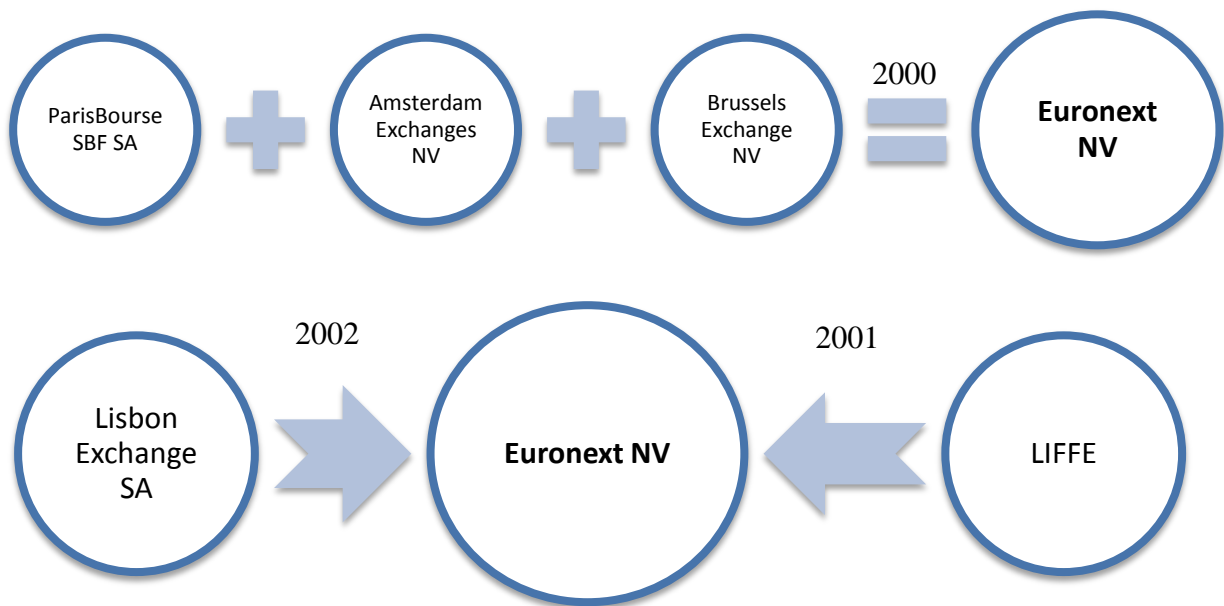 ParisBourse
SBF SA
Amsterdam
Exchanges
NV
Brussels
Exchange
NV
2000
Euronext
NV
Lisbon
Exchange
SA
2002
Euronext NV
2001
LIFFE